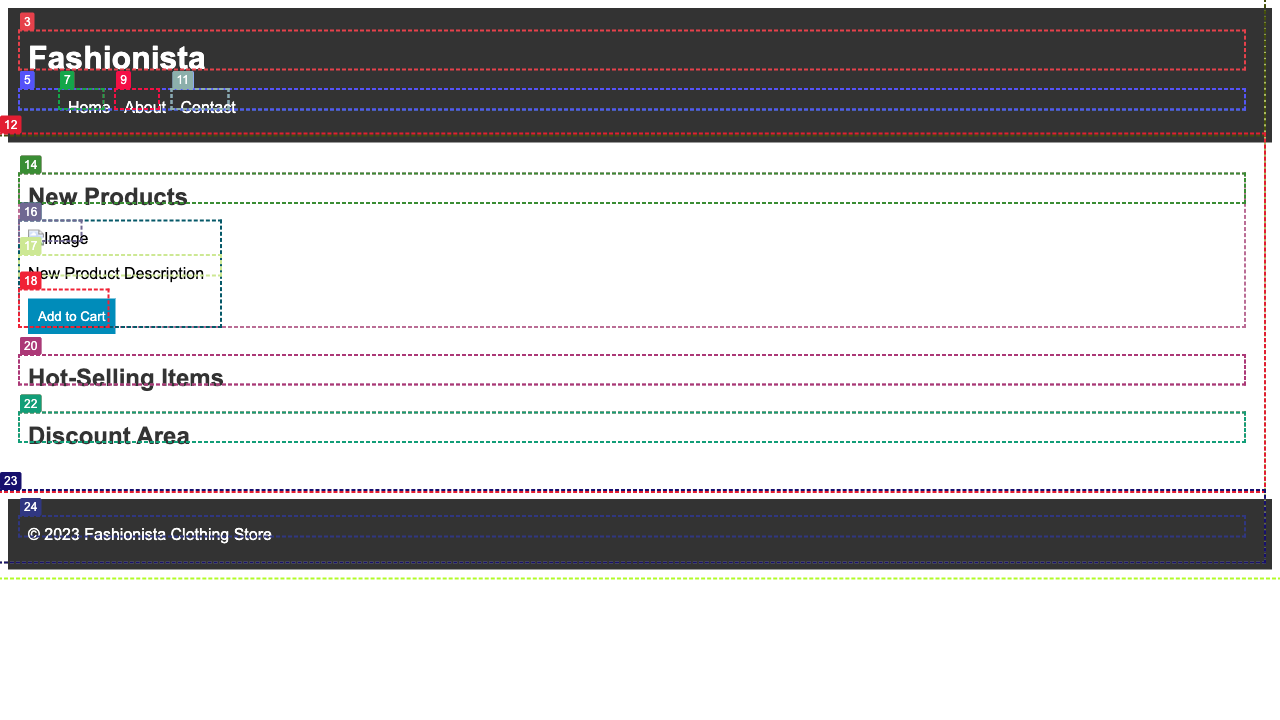 3
Fashionista
5 7 9 11
Home About Contact
12
14
New Products
16
Image
17
New Product Description
18
Add to Cart
20
Hot-Selling Items
22
Discount Area
23
24
© 2023 Fashionista Clothing Store